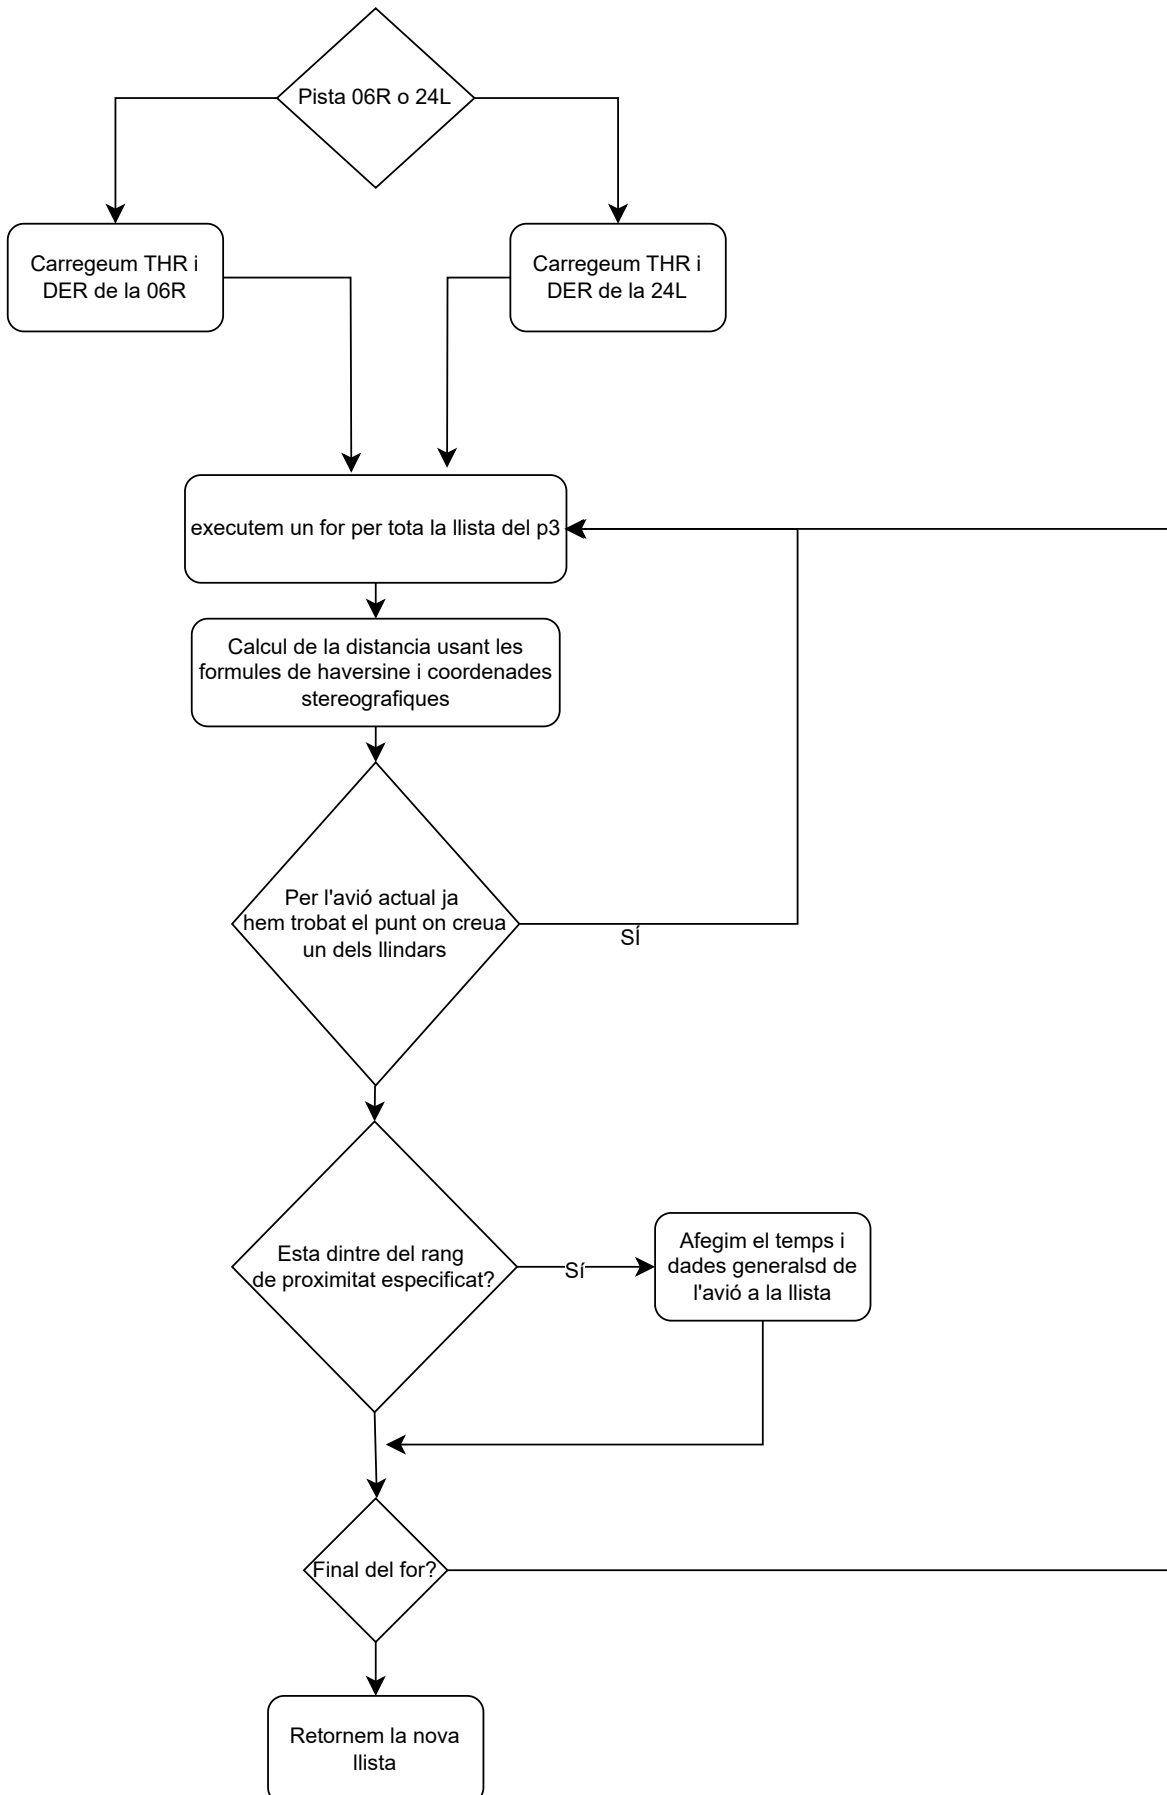 Pista 06R o 24L
Carregeum THR i
DER de la 06R
Carregeum THR i
DER de la 24L
executem un for per tota la llista del p3
Calcul de la distancia usant les
formules de haversine i coordenades
stereografiques
Per l'avió actual ja
hem trobat el punt on creua
un dels llindars
SÍ
Esta dintre del rang
de proximitat especificat?
Sí
Afegim el temps i
dades generalsd de
l'avió a la llista
Final del for?
Retornem la nova
llista